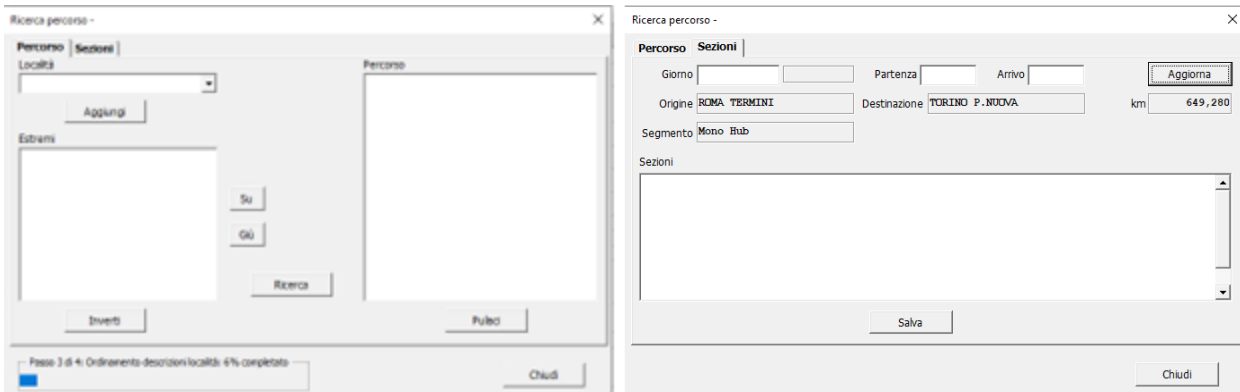 Ricerca percorso -
Percorso Sezioni
Località Percorso
Aggiungi
Estremi
Su
Giù
Ricerca
Inverti Pulisci
Passo 3 di 4: Ordinamento descrizioni località: 6% completato
Chiudi
Ricerca percorso -
Percorso Sezioni
Giorno Partenza Arrivo Aggiorna
Origine ROMA TERMINI Destinazione TORINO P.NUOVA km 649,280
Segmento Mono Hub
Sezioni
Salva
Chiudi